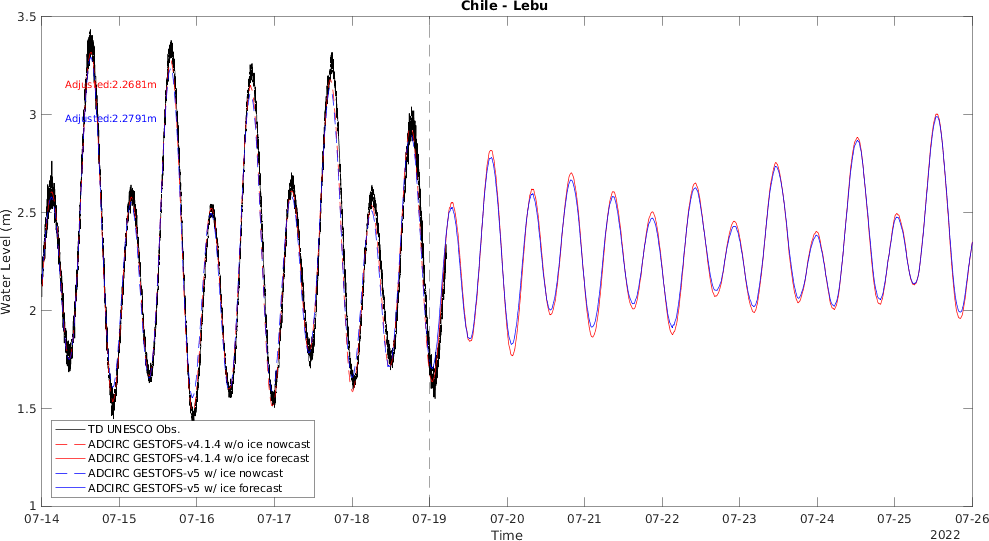 Chile - Lebu
3.5
3
2.5
2
1.5
1
Water Level (m)
Adjusted:2.2681m
Adjusted:2.2791m
TD UNESCO Obs.
ADCIRC GESTOFS-v4.1.4 w/o ice nowcast
ADCIRC GESTOFS-v4.1.4 w/o ice forecast
ADCIRC GESTOFS-v5 w/ ice nowcast
ADCIRC GESTOFS-v5 w/ ice forecast
07-14 07-15 07-16 07-17 07-18 07-19 07-20 07-21 07-22 07-23 07-24 07-25 07-26
Time
2022